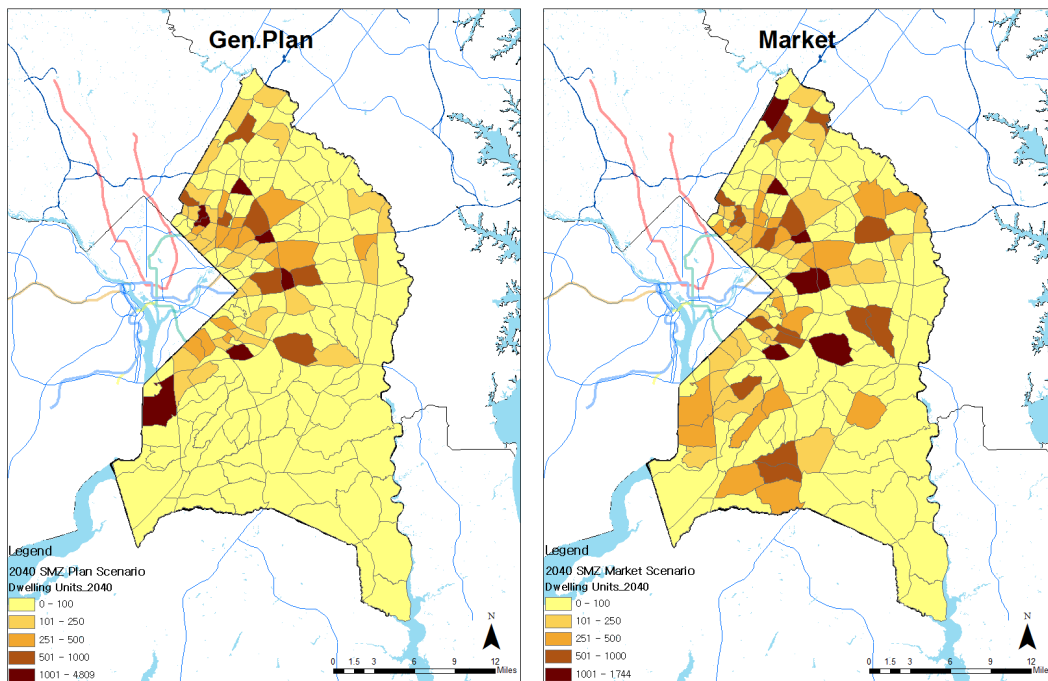 Gen.Plan
Legend
2040 SMZ Plan Scenario
Dwelling Units_2040
0 - 100
101 - 250
251 - 500
501 - 1000
1001 - 4809
N
0 1.5 3 6 9 12
Miles
Market
Legend
2040 SMZ Market Scenario
Dwelling Units_2040
0 - 100
101 - 250
251 - 500
501 - 1000
1001 - 1,744
N
0 1.5 3 6 9 12
Miles